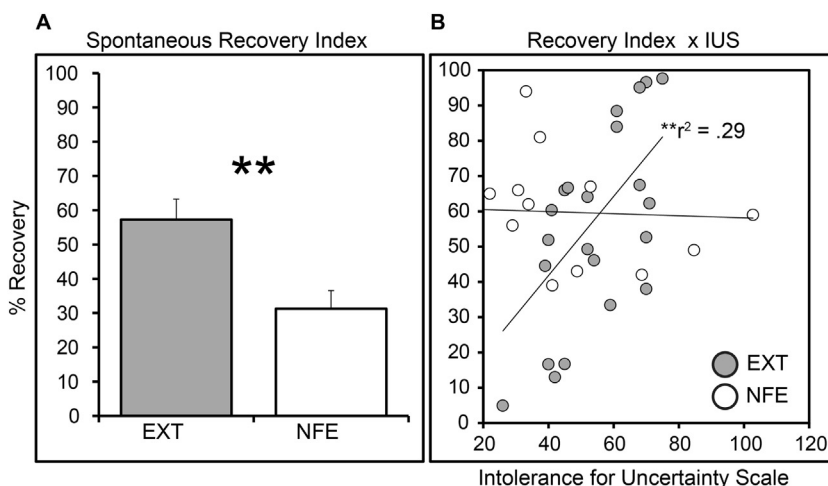 A
Spontaneous Recovery Index
% Recovery
100
90
80
70
60
50
40
30
20
10
0
**
EXT NFE
B
Recovery Index x IUS
100
90
80
70
60
50
40
30
20
10
0
**r² = .29
EXT
NFE
20 40 60 80 100 120
Intolerance for Uncertainty Scale